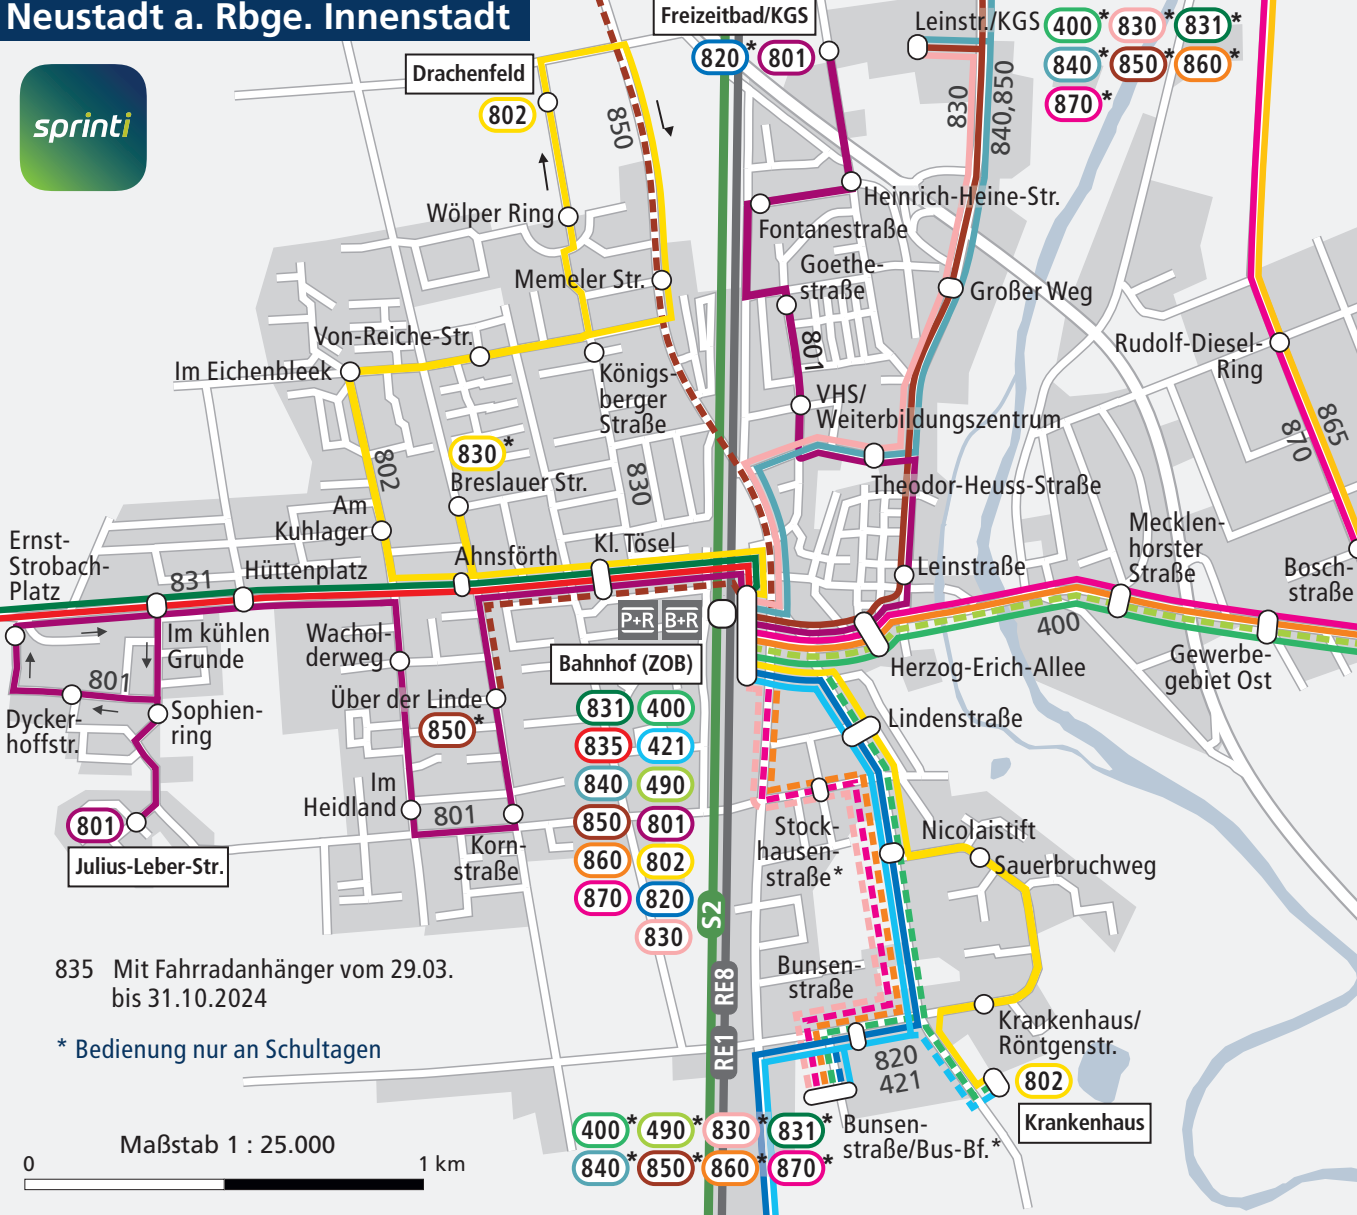 Neustadt a. Rbge. Innenstadt
sprinti
Freizeitbad/KGS
820* 801
Leinstr./KGS
400* 830* 831*
840* 850* 860*
870*
Drachenfeld
802
850
830
840,850
Wölper Ring
Memeler Str.
Heinrich-Heine-Str.
Fontanestraße
Goethe-
straße
Großer Weg
Von-Reiche-Str.
Im Eichenbleek
Königs-
berger
Straße
801
VHS/
Weiterbildungszentrum
Rudolf-Diesel-
Ring
865
870
802
830*
Breslauer Str.
830
Theodor-Heuss-Straße
Am
Kuhlager
Ernst-
Strobach-
Platz
831
Hüttenplatz
Ahnsförth
Kl. Tösel
Leinstraße
Mecklen-
horster
Straße
Bosch-
straße
Im kühlen
Grunde
Wachol-
derweg
P+R
B+R
400
Herzog-Erich-Allee
Gewerbe-
gebiet Ost
801
Dycker-
hoffstr.
Sophien-
ring
Über der Linde
850*
Bahnhof (ZOB)
831 400
835 421
840 490
850 801
860 802
870 820
830
Lindenstraße
Im
Heidland
801
Korn-
straße
801
Julius-Leber-Str.
Stock-
hausen-
straße*
Nicolaistift
Sauerbruchweg
S2
RE8
RE1
Bunsen-
straße
Krankenhaus/
Röntgenstr.
820
421
802
Krankenhaus
835 Mit Fahrradanhänger vom 29.03.
bis 31.10.2024
* Bedienung nur an Schultagen
400* 490* 830* 831*
840* 850* 860* 870*
Bunsen-
straße/Bus-Bf.*
Maßstab 1 : 25.000
0
1 km